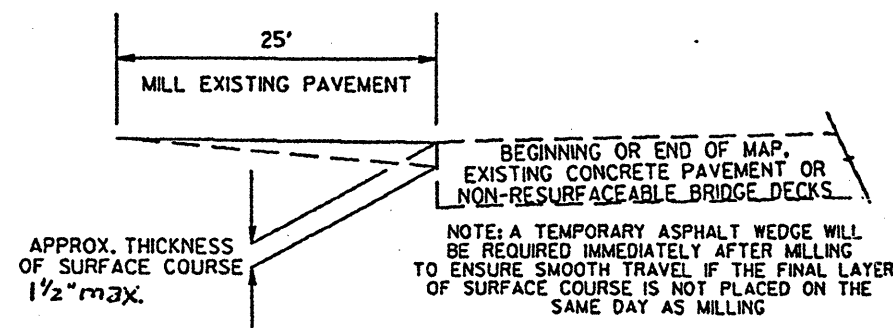 25'
MILL EXISTING PAVEMENT
BEGINNING OR END OF MAP,
EXISTING CONCRETE PAVEMENT OR
NON-RESURFACEABLE BRIDGE DECKS
APPROX. THICKNESS
OF SURFACE COURSE
1 1/2" max.
NOTE: A TEMPORARY ASPHALT WEDGE WILL
BE REQUIRED IMMEDIATELY AFTER MILLING
TO ENSURE SMOOTH TRAVEL IF THE FINAL LAYER
OF SURFACE COURSE IS NOT PLACED ON THE
SAME DAY AS MILLING